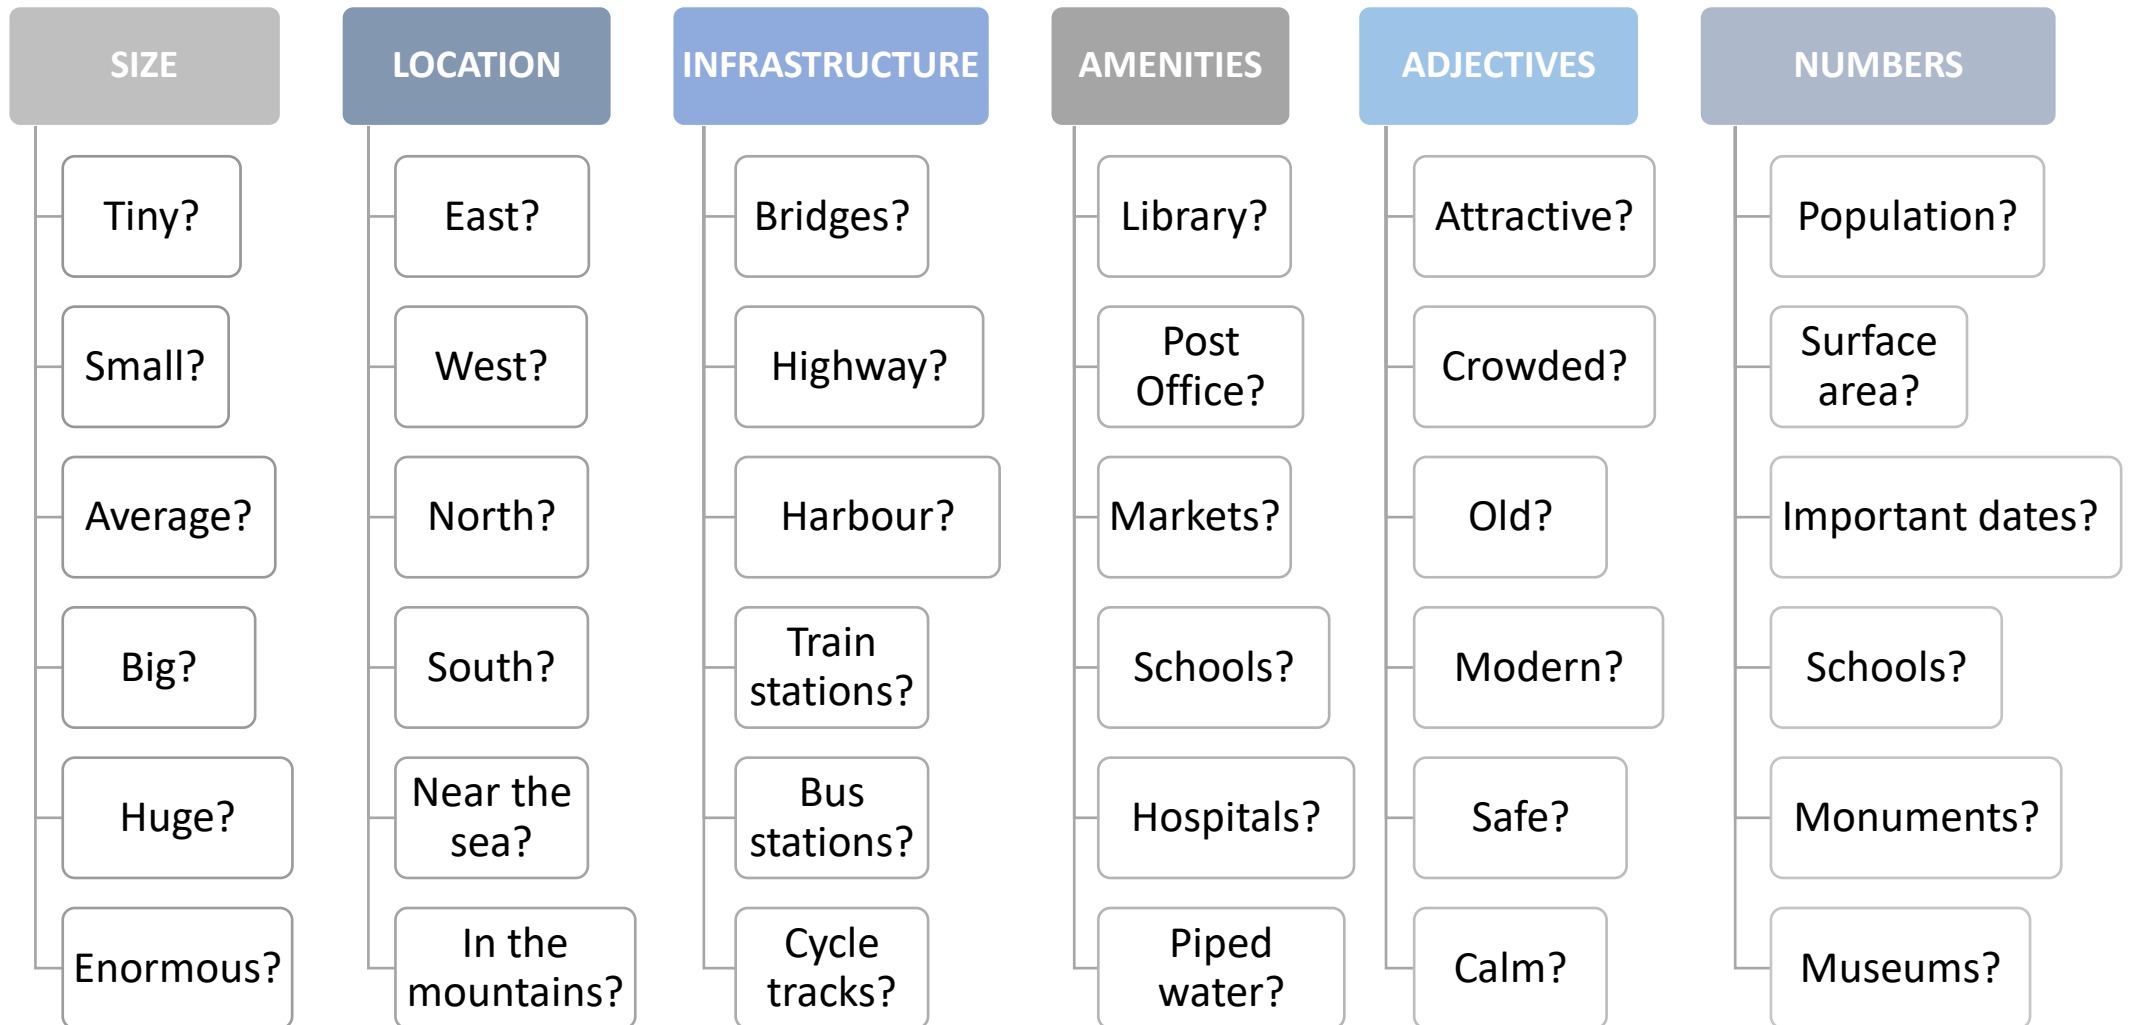 SIZE
Tiny?
Small?
Average?
Big?
Huge?
Enormous?
LOCATION
East?
West?
North?
South?
Near the
sea?
In the
mountains?
INFRASTRUCTURE
Bridges?
Highway?
Harbour?
Train
stations?
Bus
stations?
Cycle
tracks?
AMENITIES
Library?
Post
Office?
Markets?
Schools?
Hospitals?
Piped
water?
ADJECTIVES
Attractive?
Crowded?
Old?
Modern?
Safe?
Calm?
NUMBERS
Population?
Surface
area?
Important dates?
Schools?
Monuments?
Museums?